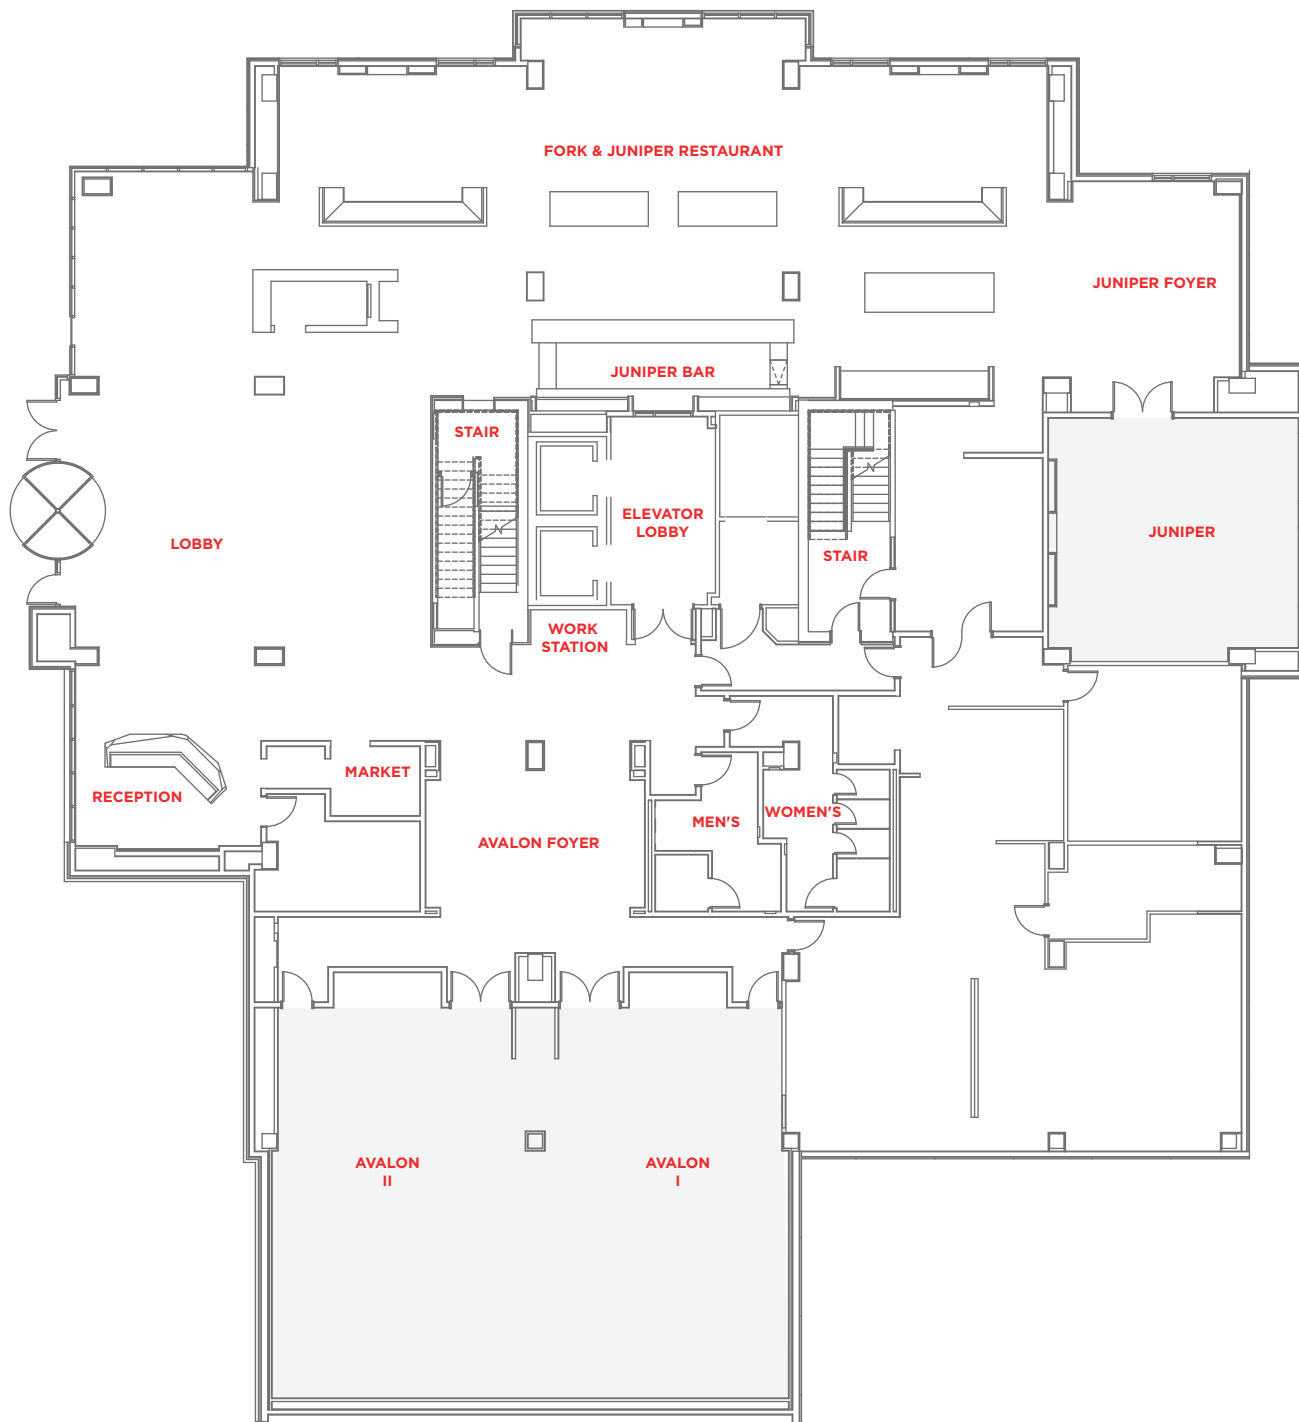 FORK & JUNIPER RESTAURANT
JUNIPER FOYER
JUNIPER BAR
STAIR
ELEVATOR
LOBBY
JUNIPER
LOBBY
STAIR
WORK
STATION
MARKET
RECEPTION
MEN'S
WOMEN'S
AVALON FOYER
AVALON
II
AVALON
I